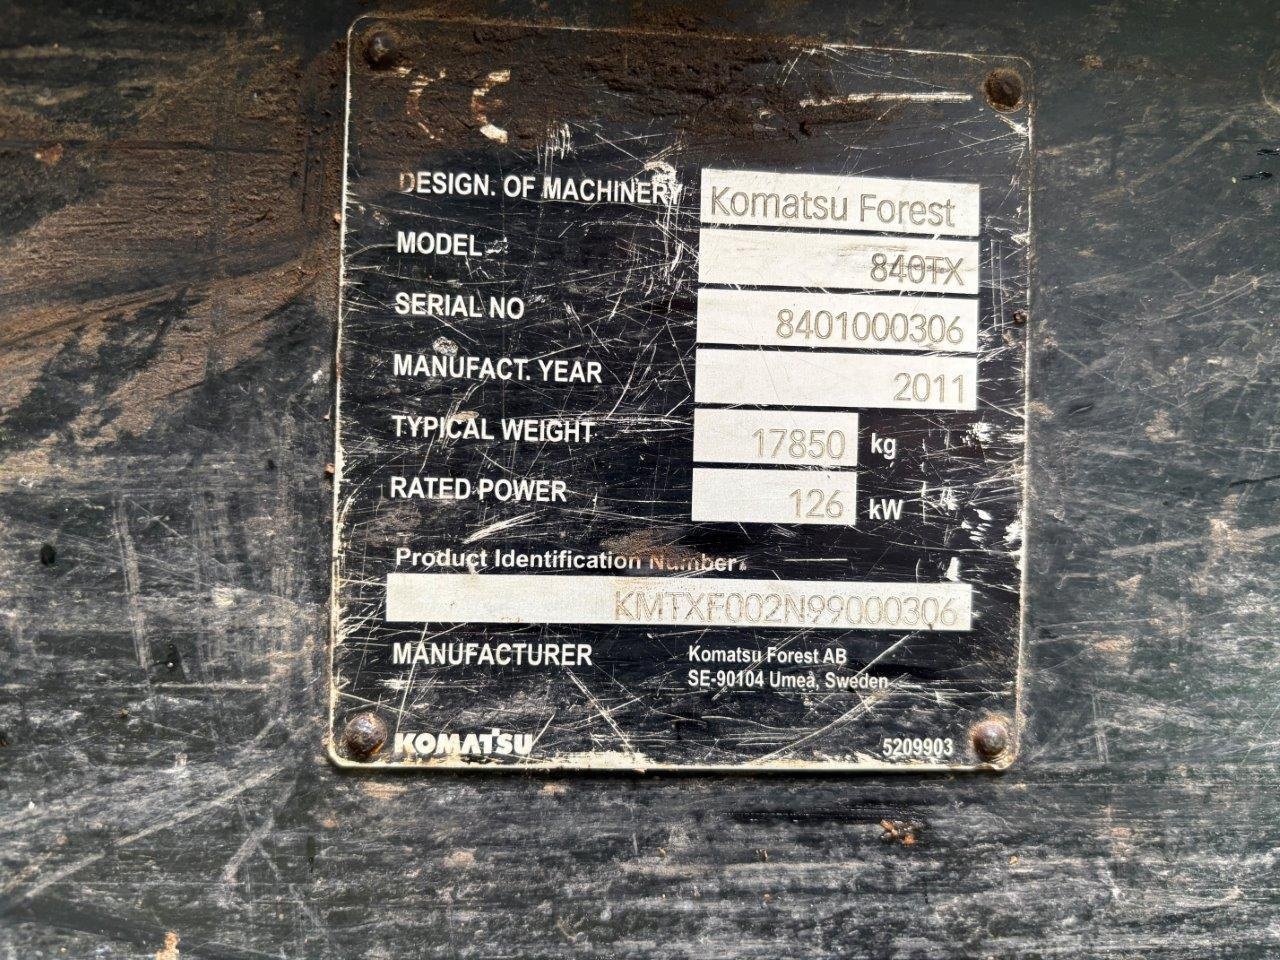 CE
DESIGN. OF MACHINERY Komatsu Forest
MODEL 840TX
SERIAL NO 8401000306
MANUFACT. YEAR 2011
TYPICAL WEIGHT 17850 kg
RATED POWER 126 kW
Product Identification Number
KMTXF002N99000306
MANUFACTURER Komatsu Forest AB
SE-90104 Umeå, Sweden
KOMATSU 5209903